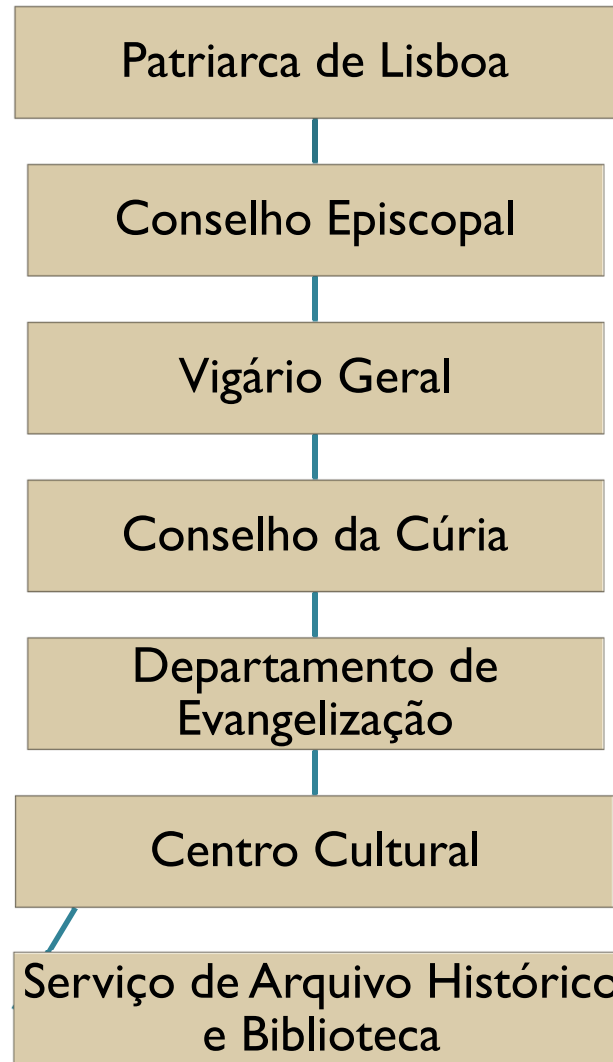 Patriarca de Lisboa
Conselho Episcopal
Vigário Geral
Conselho da Cúria
Departamento de
Evangelização
Centro Cultural
Serviço de Arquivo Histórico
e Biblioteca